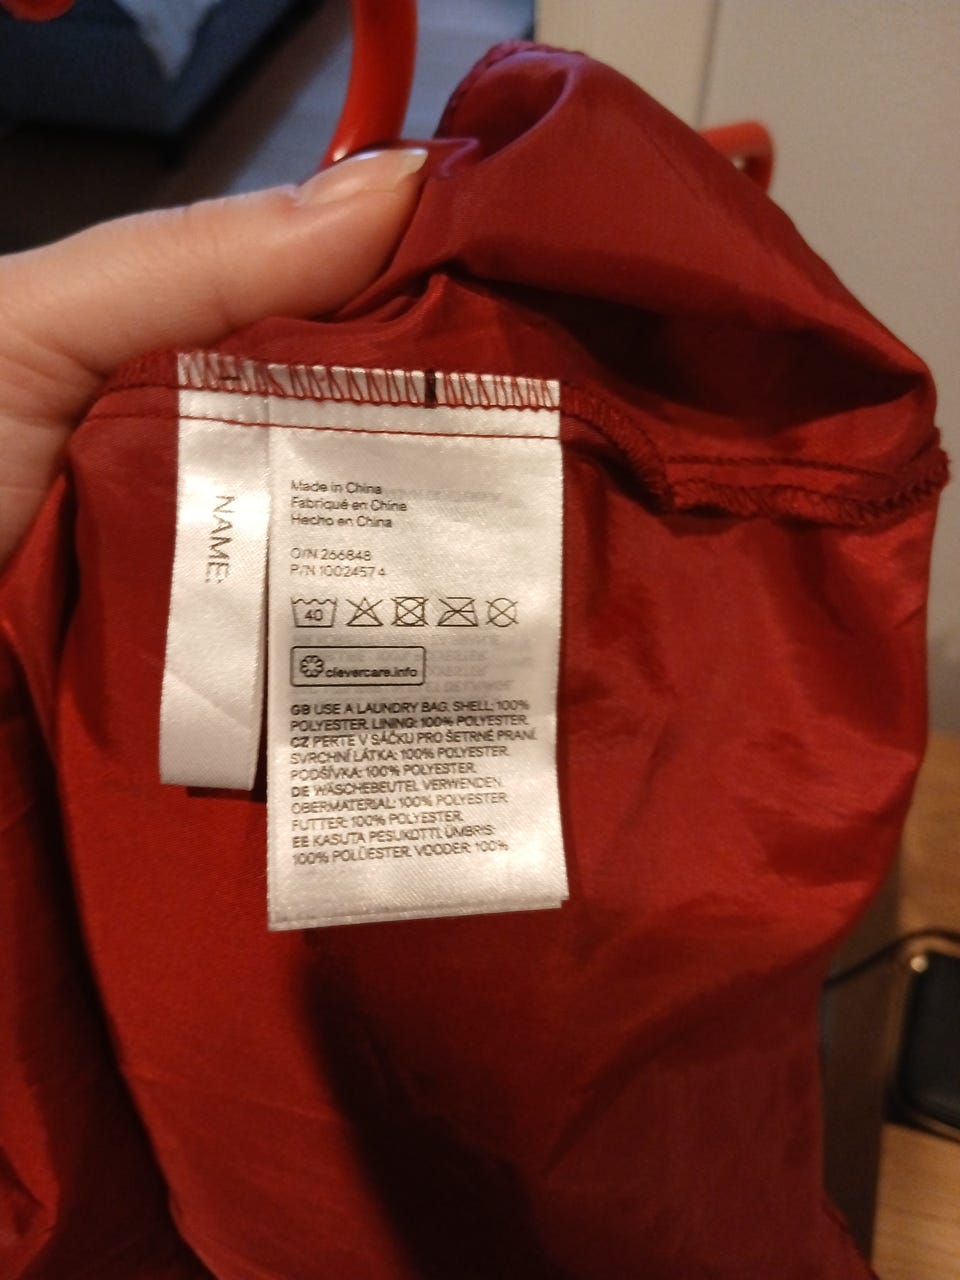 NAME:
Made in China
Fabriqué en China
Hecho en China
O/N 266848
P/N 10024574
40
clevercare.info
GB USE A LAUNDRY BAG. SHELL: 100%
POLYESTER. LINING: 100% POLYESTER.
CZ PERTE V SÁČKU PRO ŠETRNÉ PRANÍ.
SVRCHNÍ LÁTKA: 100% POLYESTER.
PODŠÍVKA: 100% POLYESTER.
DE WÄSCHEBEUTEL VERWENDEN.
OBERMATERIAL: 100% POLYESTER.
FUTTER: 100% POLYESTER.
EE KASUTA PESUKOTTI. ÜMBRIS:
100% POLÜESTER. VOODER: 100%